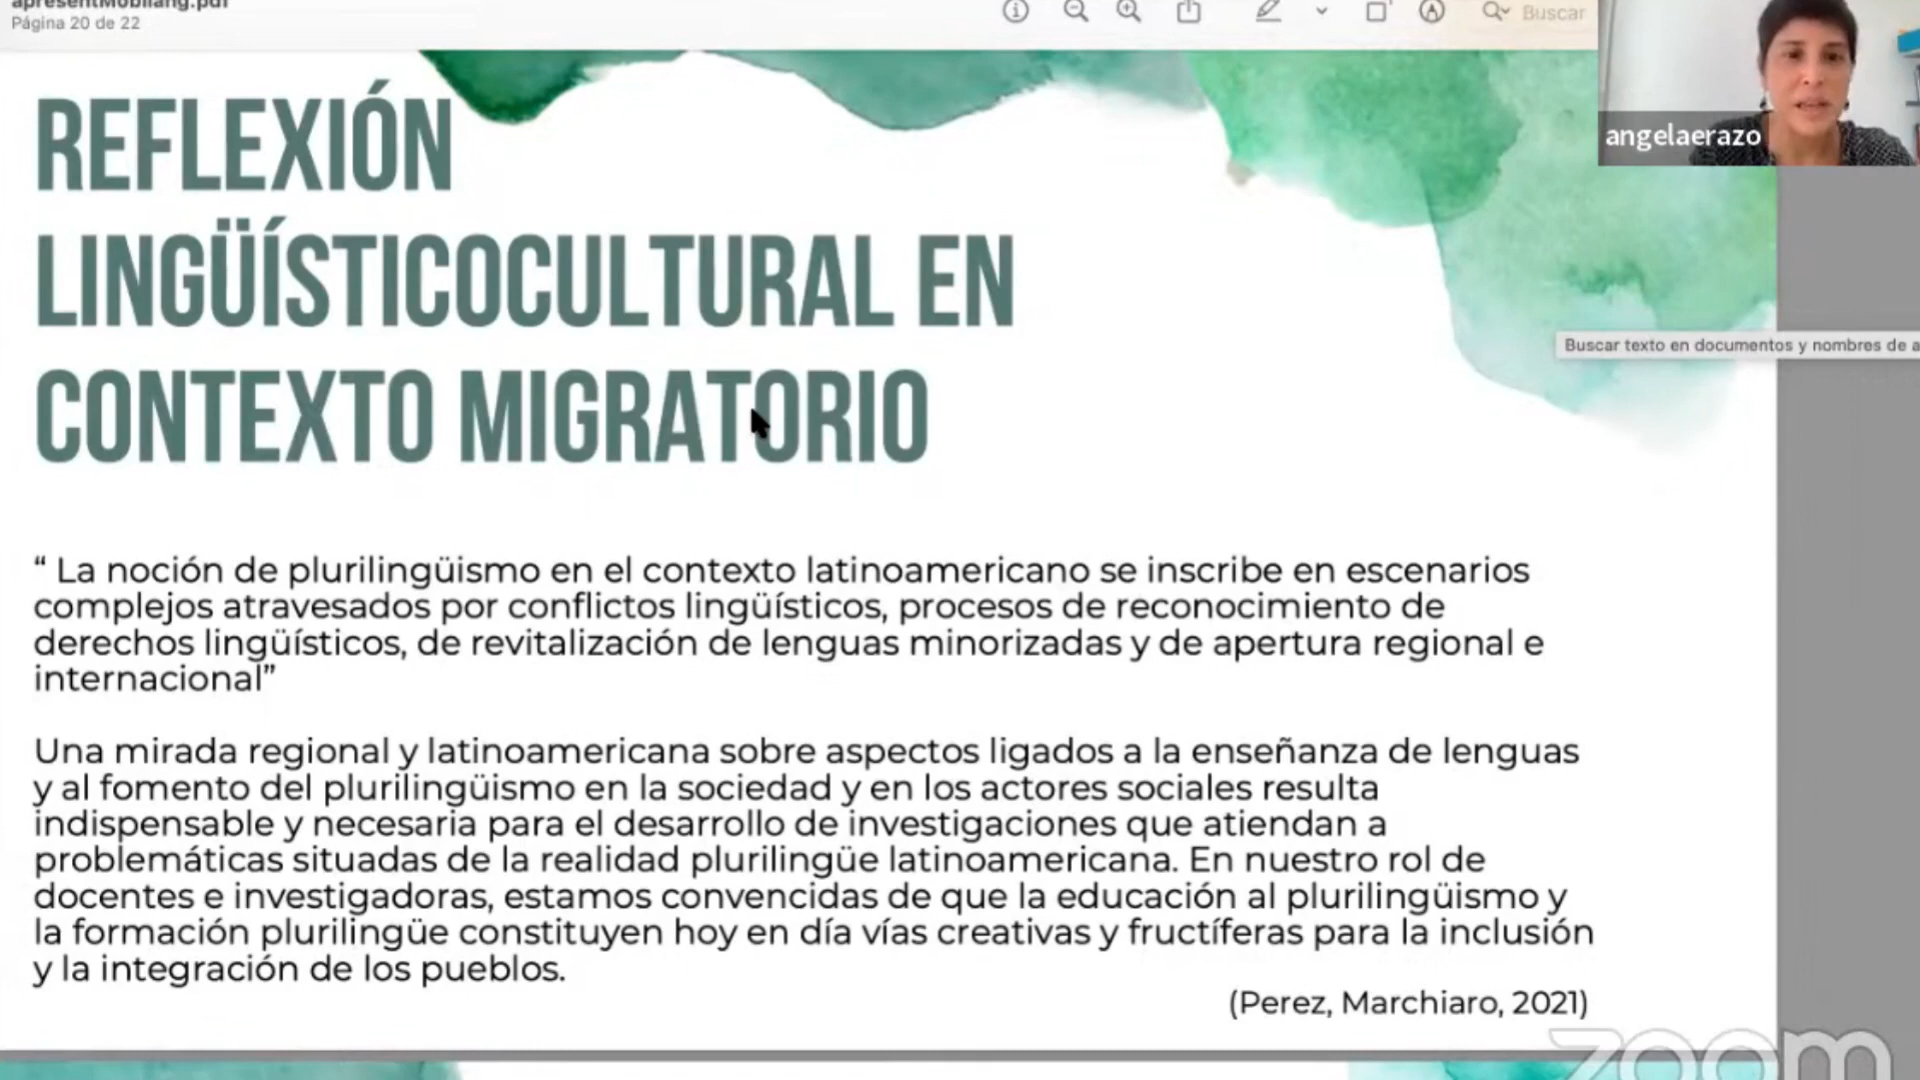 apresentMobilang.pdf
Página 20 de 22
Buscar
angelaerazo
REFLEXIÓN
LINGÜÍSTICOCULTURAL EN
CONTEXTO MIGRATORIO
Buscar texto en documentos y nombres de a
“ La noción de plurilingüismo en el contexto latinoamericano se inscribe en escenarios
complejos atravesados por conflictos lingüísticos, procesos de reconocimiento de
derechos lingüísticos, de revitalización de lenguas minorizadas y de apertura regional e
internacional”
Una mirada regional y latinoamericana sobre aspectos ligados a la enseñanza de lenguas
y al fomento del plurilingüismo en la sociedad y en los actores sociales resulta
indispensable y necesaria para el desarrollo de investigaciones que atiendan a
problemáticas situadas de la realidad plurilingüe latinoamericana. En nuestro rol de
docentes e investigadoras, estamos convencidas de que la educación al plurilingüismo y
la formación plurilingüe constituyen hoy en día vías creativas y fructíferas para la inclusión
y la integración de los pueblos.
(Perez, Marchiaro, 2021)
zoom